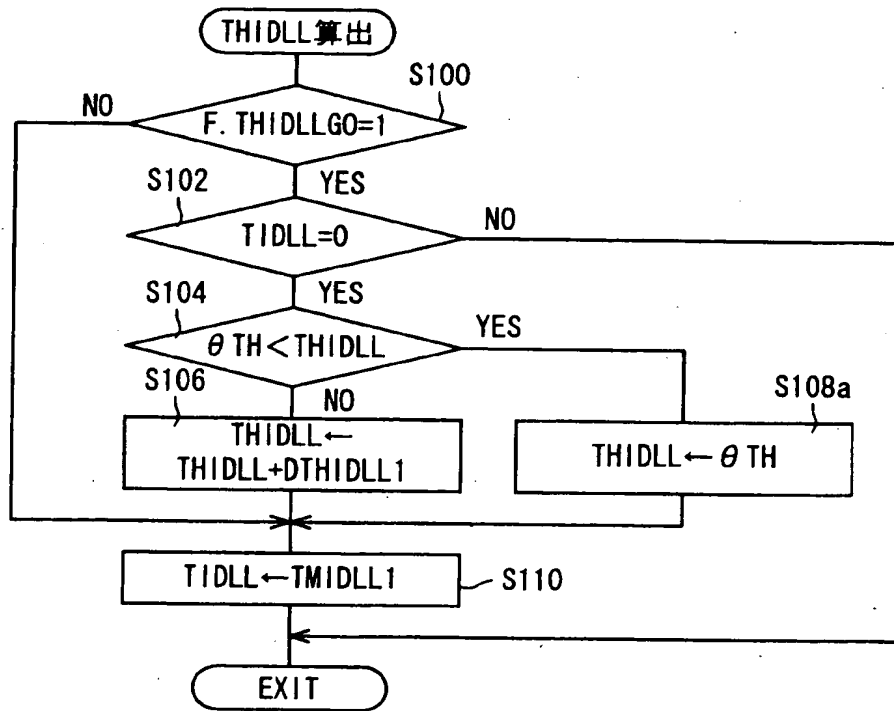 THIDLL算出
S100
NO
F. THIDLLGO=1
S102
YES
NO
TIDLL=0
S104
YES
YES
θTH<THIDLL
S106
NO
S108a
THIDLL←
THIDLL+DTHIDLL1
THIDLL←θTH
TIDLL←TMIDLL1
S110
EXIT